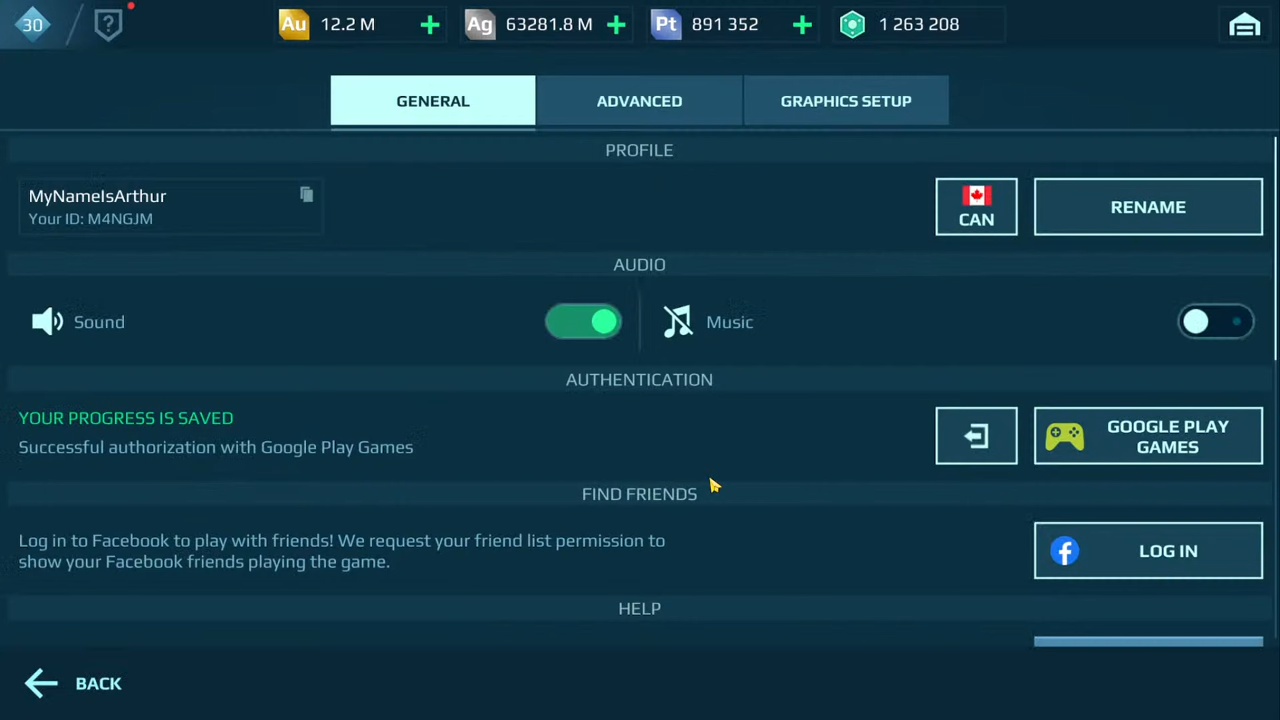 30
Au 12.2 M
Ag 63281.8 M
Pt 891 352
1 263 208
GENERAL
ADVANCED
GRAPHICS SETUP
PROFILE
MyNameIsArthur
Your ID: M4NGJM
CAN
RENAME
AUDIO
Sound
Music
AUTHENTICATION
YOUR PROGRESS IS SAVED
Successful authorization with Google Play Games
GOOGLE PLAY
GAMES
FIND FRIENDS
Log in to Facebook to play with friends! We request your friend list permission to
show your Facebook friends playing the game.
LOG IN
HELP
BACK